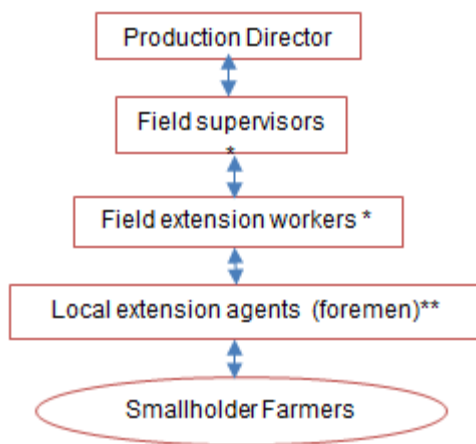 Production Director
Field supervisors
*
Field extension workers *
Local extension agents (foremen)**
Smallholder Farmers